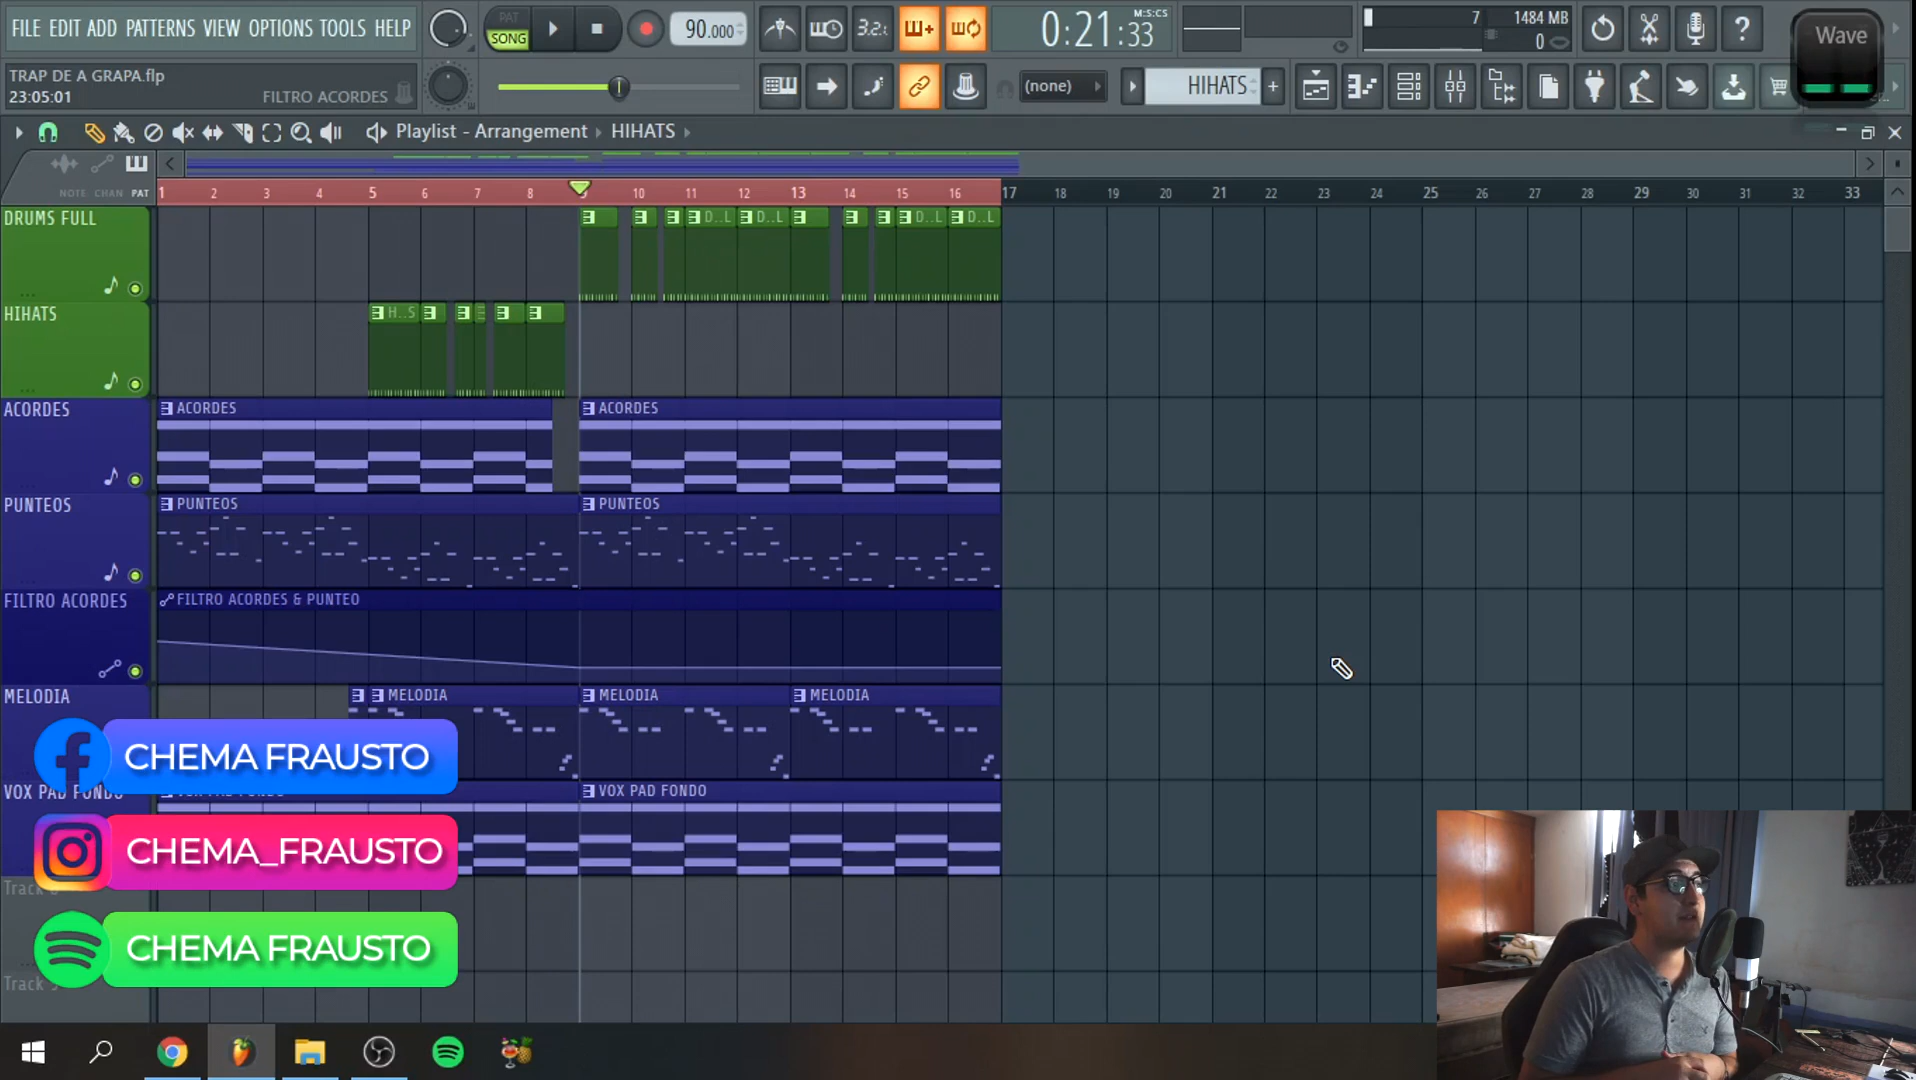 FILE EDIT ADD PATTERNS VIEW OPTIONS TOOLS HELP
PAT
SONG
90.000
3.2.
M:S:CS
0:21:33
7
1484 MB
0
Wave
TRAP DE A GRAPA.flp
23:05:01
FILTRO ACORDES
(none)
HIHATS
Playlist - Arrangement
HIHATS
NOTE CHAN PAT
1 2 3 4 5 6 7 8 9 10 11 12 13 14 15 16 17 18 19 20 21 22 23 24 25 26 27 28 29 30 31 32 33
DRUMS FULL
D..L D..L D..L D..L
HIHATS
H..S
ACORDES
ACORDES
ACORDES
PUNTEOS
PUNTEOS
PUNTEOS
FILTRO ACORDES
FILTRO ACORDES & PUNTEO
MELODIA
MELODIA
MELODIA
MELODIA
CHEMA FRAUSTO
VOX PAD FONDO
VOX PAD FONDO
CHEMA_FRAUSTO
Track
CHEMA FRAUSTO
Track